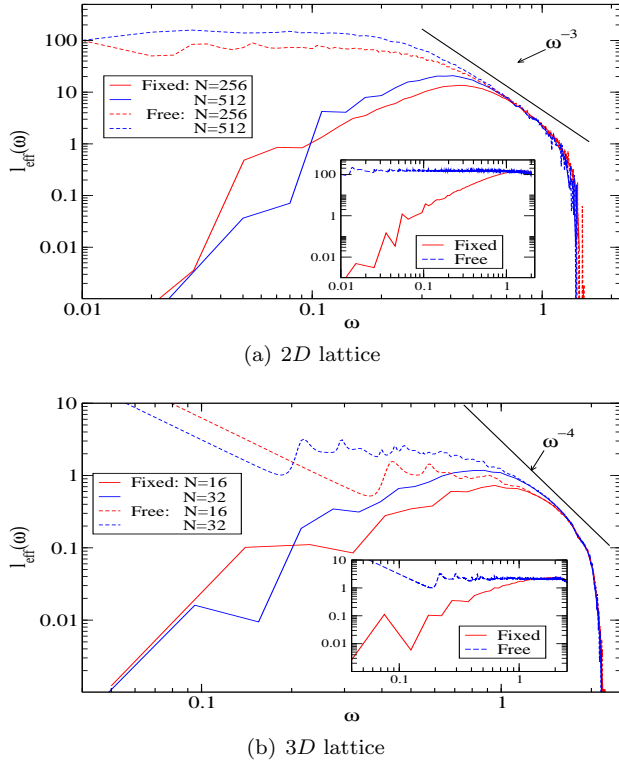 100
10
1
0.1
0.01
l_eff(ω)
ω^-3
Fixed: N=256
N=512
Free: N=256
N=512
100
1
0.01
Fixed
Free
0.01 0.1 1
0.01 0.1 1
ω
(a) 2D lattice
10
1
0.1
0.01
l_eff(ω)
ω^-4
Fixed: N=16
N=32
Free: N=16
N=32
10
1
0.1
0.01
Fixed
Free
0.1 1
0.1 1
ω
(b) 3D lattice